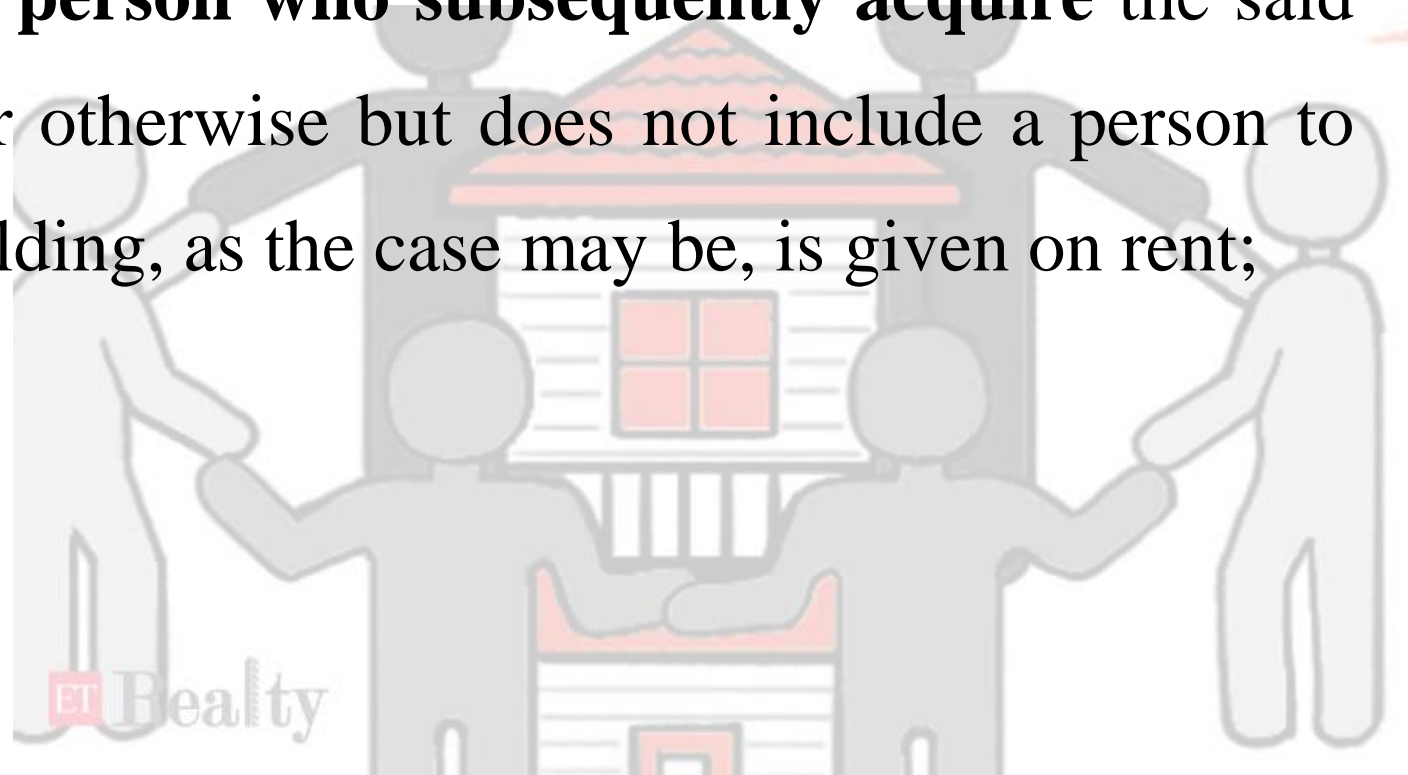 person who subsequently acquire the said
r otherwise but does not include a person to
lding, as the case may be, is given on rent;
ET Realty